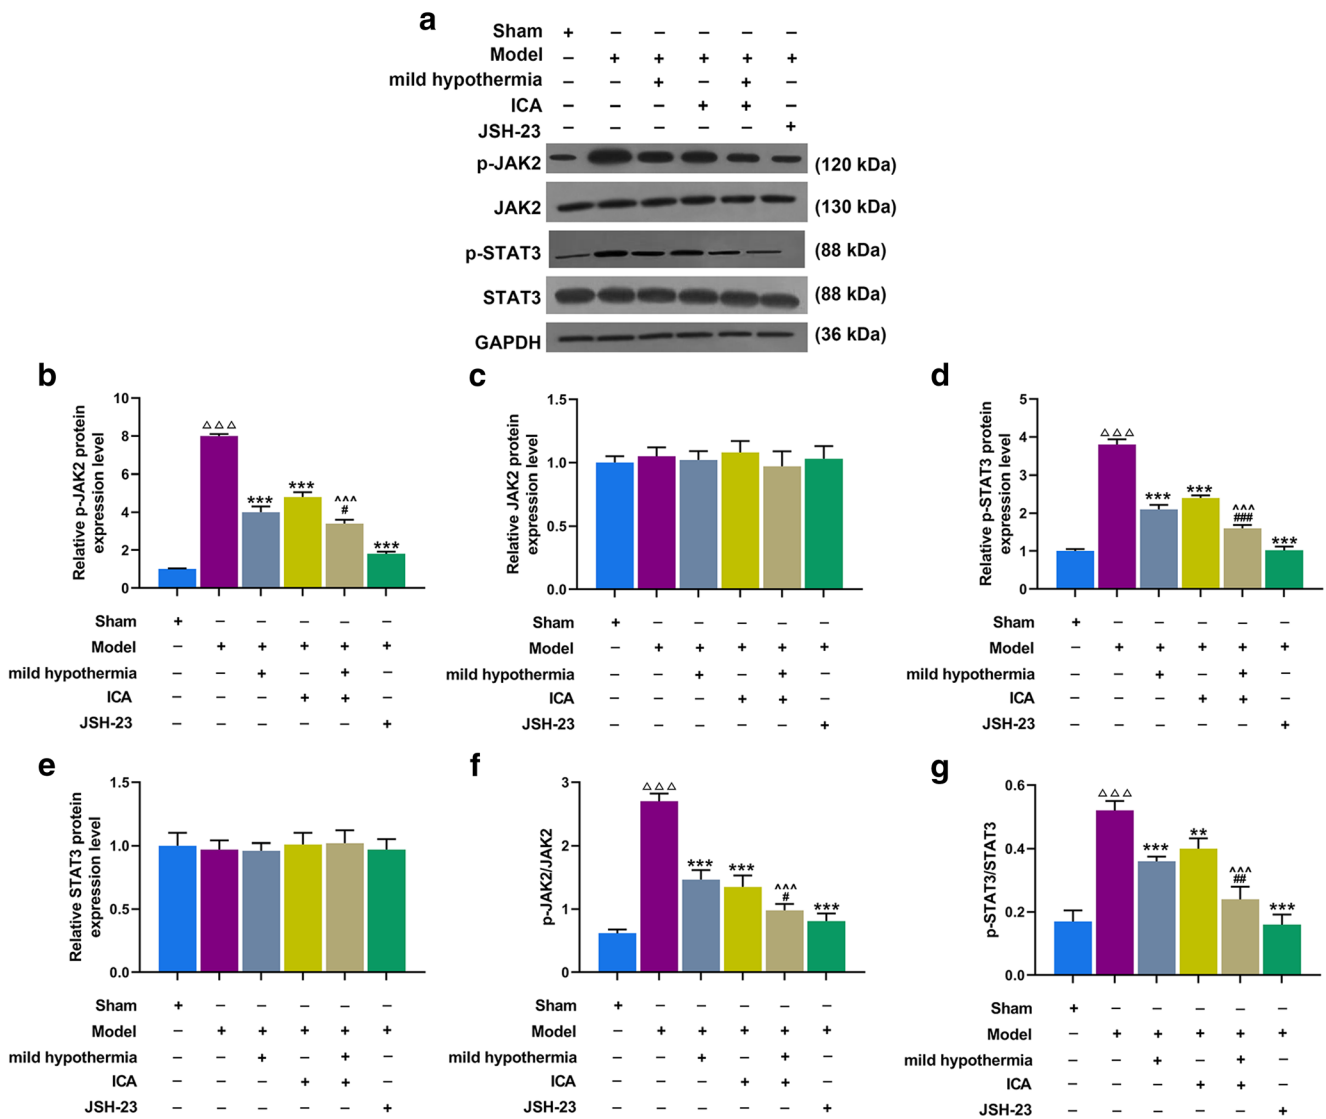 a
Sham + – – – – –
Model – + + + + +
mild hypothermia – – + – + –
ICA – – – + + –
JSH-23 – – – – – +
p-JAK2 (120 kDa)
JAK2 (130 kDa)
p-STAT3 (88 kDa)
STAT3 (88 kDa)
GAPDH (36 kDa)
b
Relative p-JAK2 protein
expression level
10
8
6
4
2
0
△△△
***
***
^^^
#
***
Sham + – – – – –
Model – + + + + +
mild hypothermia – – + – + –
ICA – – – + + –
JSH-23 – – – – – +
c
Relative JAK2 protein
expression level
1.5
1.0
0.5
0.0
Sham + – – – – –
Model – + + + + +
mild hypothermia – – + – + –
ICA – – – + + –
JSH-23 – – – – – +
d
Relative p-STAT3 protein
expression level
5
4
3
2
1
0
△△△
***
***
^^^
###
***
Sham + – – – – –
Model – + + + + +
mild hypothermia – – + – + –
ICA – – – + + –
JSH-23 – – – – – +
e
Relative STAT3 protein
expression level
1.5
1.0
0.5
0.0
Sham + – – – – –
Model – + + + + +
mild hypothermia – – + – + –
ICA – – – + + –
JSH-23 – – – – – +
f
p-JAK2/JAK2
3
2
1
0
△△△
***
***
^^^
#
***
Sham + – – – – –
Model – + + + + +
mild hypothermia – – + – + –
ICA – – – + + –
JSH-23 – – – – – +
g
p-STAT3/STAT3
0.6
0.4
0.2
0.0
△△△
***
**
^^^
##
***
Sham + – – – – –
Model – + + + + +
mild hypothermia – – + – + –
ICA – – – + + –
JSH-23 – – – – – +